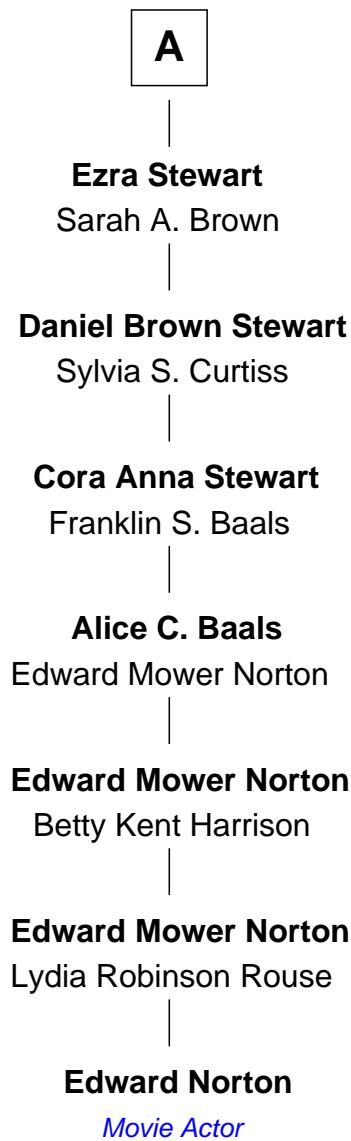 A
Ezra Stewart
Sarah A. Brown
Daniel Brown Stewart
Sylvia S. Curtiss
Cora Anna Stewart
Franklin S. Baals
Alice C. Baals
Edward Mower Norton
Edward Mower Norton
Betty Kent Harrison
Edward Mower Norton
Lydia Robinson Rouse
Edward Norton
Movie Actor